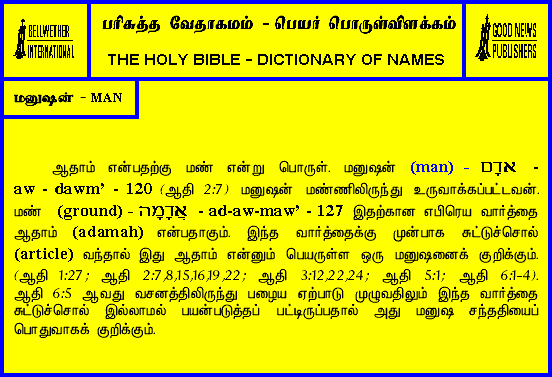 BELLWETHER
INTERNATIONAL
பரிசுத்த வேதாகமம் - பெயர் பொருள்விளக்கம்
THE HOLY BIBLE - DICTIONARY OF NAMES
GOOD NEWS
PUBLISHERS
மனுஷன் - MAN
ஆதாம் என்பதற்கு மண் என்று பொருள். மனுஷன் (man) - אדָם -
aw - dawm’ - 120 (ஆதி 2:7) மனுஷன் மண்ணிலிருந்து உருவாக்கப்பட்டவன்.
மண் (ground) - אֲדָמָה - ad-aw-maw’ - 127 இதற்கான எபிரெய வார்த்தை
ஆதாம் (adamah) என்பதாகும். இந்த வார்த்தைக்கு முன்பாக சுட்டுச்சொல்
(article) வந்தால் இது ஆதாம் என்னும் பெயருள்ள ஒரு மனுஷனைக் குறிக்கும்.
(ஆதி 1:27; ஆதி 2:7,8,15,16,19,22; ஆதி 3:12,22,24; ஆதி 5:1; ஆதி 6:1-4).
ஆதி 6:5 ஆவது வசனத்திலிருந்து பழைய ஏற்பாடு முழுவதிலும் இந்த வார்த்தை
சுட்டுச்சொல் இல்லாமல் பயன்படுத்தப் பட்டிருப்பதால் அது மனுஷ சந்ததியைப்
பொதுவாகக் குறிக்கும்.